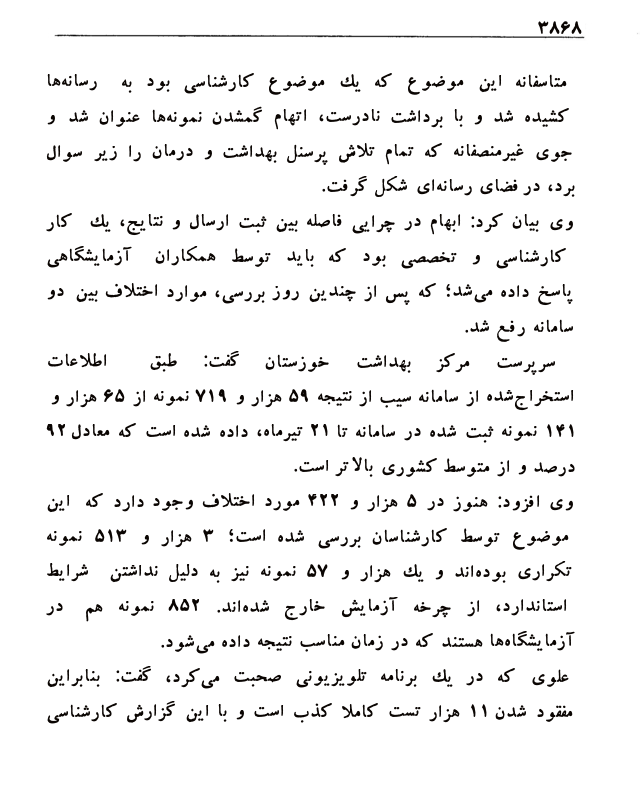 ۳۸۶۸
متاسفانه این موضوع که یك موضوع کارشناسی بود به رسانه‌ها
کشیده شد و با برداشت نادرست، اتهام گمشدن نمونه‌ها عنوان شد و
جوی غیرمنصفانه که تمام تلاش پرسنل بهداشت و درمان را زیر سوال
برد، در فضای رسانه‌ای شکل گرفت.
وی بیان کرد: ابهام در چرایی فاصله بین ثبت ارسال و نتایج، یك کار
کارشناسی و تخصصی بود که باید توسط همکاران آزمایشگاهی
پاسخ داده می‌شد؛ که پس از چندین روز بررسی، موارد اختلاف بین دو
سامانه رفع شد.
سرپرست مرکز بهداشت خوزستان گفت: طبق اطلاعات
استخراج‌شده از سامانه سیب از نتیجه ۵۹ هزار و ۷۱۹ نمونه از ۶۵ هزار و
۱۴۱ نمونه ثبت شده در سامانه تا ۲۱ تیرماه، داده شده است که معادل ۹۲
درصد و از متوسط کشوری بالاتر است.
وی افزود: هنوز در ۵ هزار و ۴۲۲ مورد اختلاف وجود دارد که این
موضوع توسط کارشناسان بررسی شده است؛ ۳ هزار و ۵۱۳ نمونه
تکراری بوده‌اند و یك هزار و ۵۷ نمونه نیز به دلیل نداشتن شرایط
استاندارد، از چرخه آزمایش خارج شده‌اند. ۸۵۲ نمونه هم در
آزمایشگاه‌ها هستند که در زمان مناسب نتیجه داده می‌شود.
علوی که در یك برنامه تلویزیونی صحبت می‌کرد، گفت: بنابراین
مفقود شدن ۱۱ هزار تست کاملا کذب است و با این گزارش کارشناسی